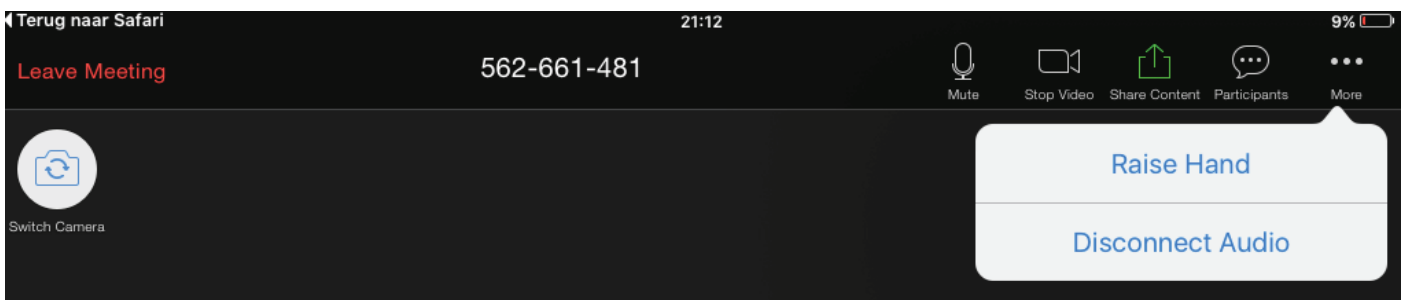 Terug naar Safari
21:12
9%
Leave Meeting
562-661-481
Mute
Stop Video
Share Content
Participants
More
Switch Camera
Raise Hand
Disconnect Audio